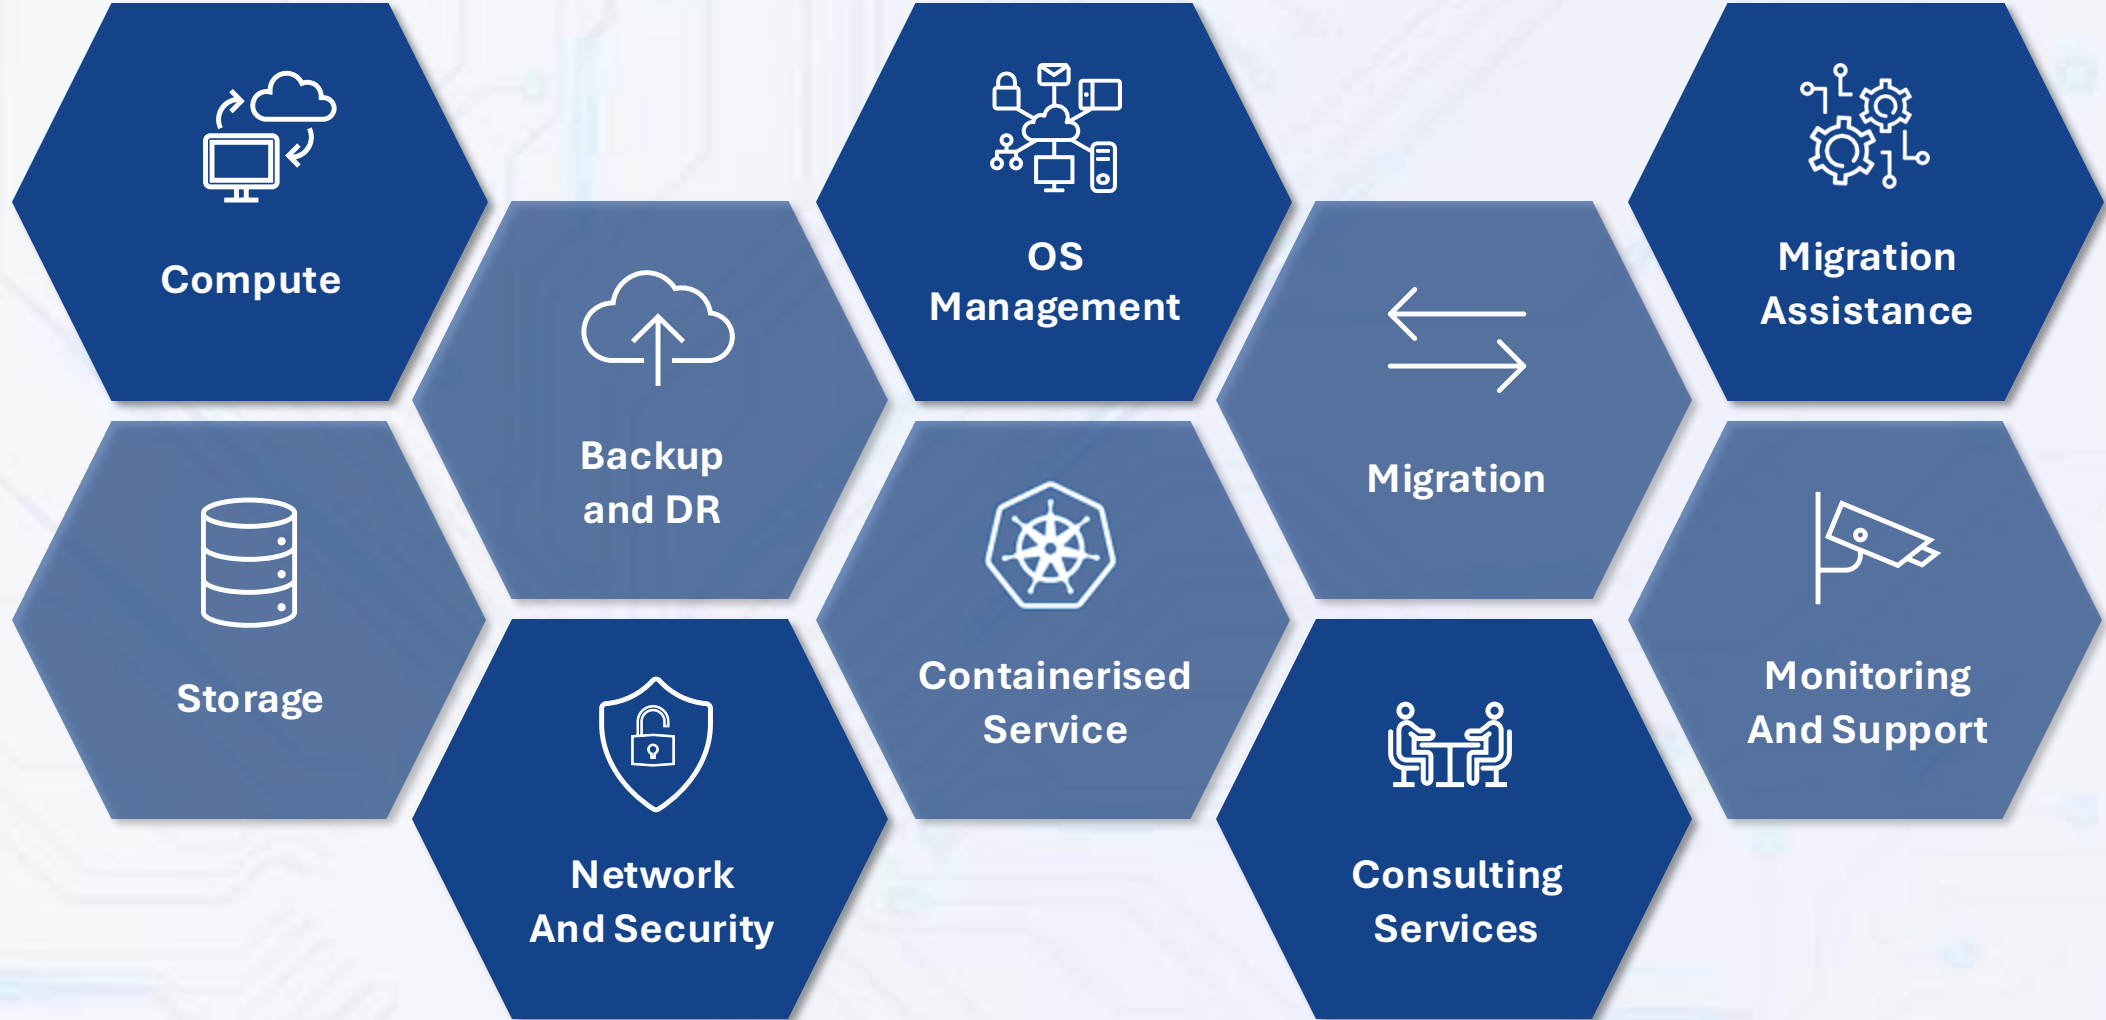 Compute
OS
Management
Migration
Assistance
Backup
and DR
Migration
Storage
Containerised
Service
Monitoring
And Support
Network
And Security
Consulting
Services